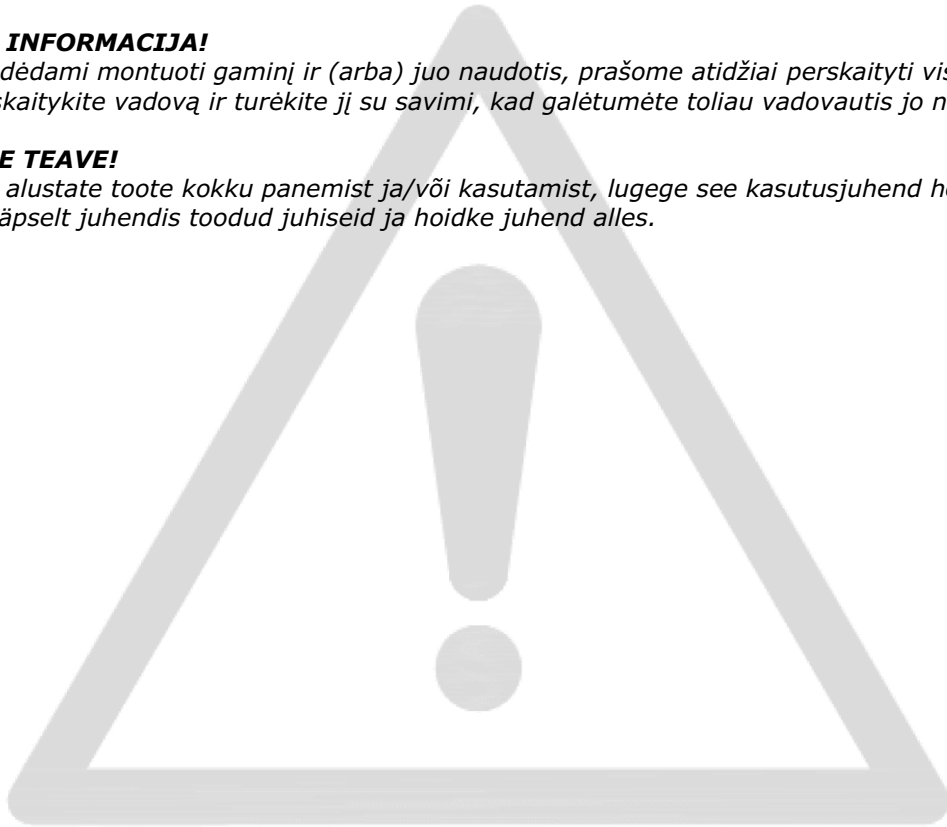 INFORMACIJA!
dėdami montuoti gaminį ir (arba) juo naudotis, prašome atidžiai perskaityti vis
skaitykite vadovą ir turėkite jį su savimi, kad galėtumėte toliau vadovautis jo n
E TEAVE!
alustate toote kokku panemist ja/või kasutamist, lugege see kasutusjuhend h
äpselt juhendis toodud juhiseid ja hoidke juhend alles.